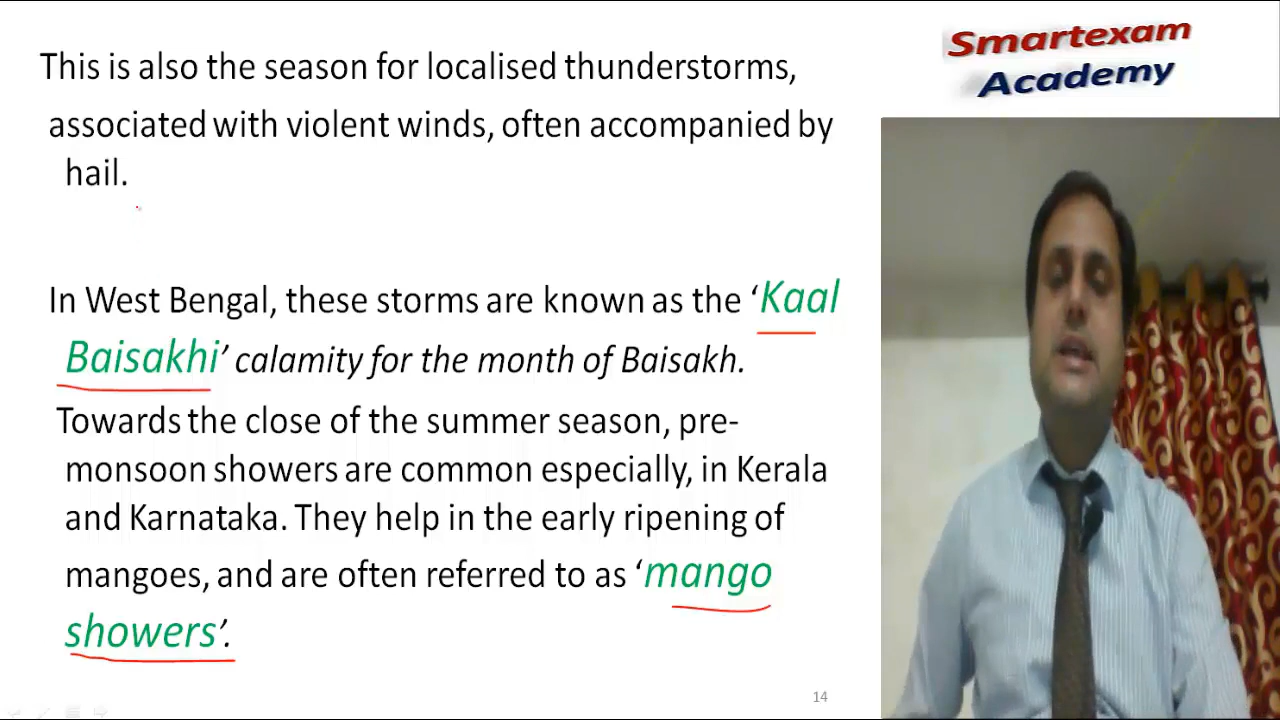 This is also the season for localised thunderstorms,
associated with violent winds, often accompanied by
hail.
In West Bengal, these storms are known as the ‘Kaal
Baisakhi’ calamity for the month of Baisakh.
Towards the close of the summer season, pre-
monsoon showers are common especially, in Kerala
and Karnataka. They help in the early ripening of
mangoes, and are often referred to as ‘mango
showers’.
14
Smartexam
Academy